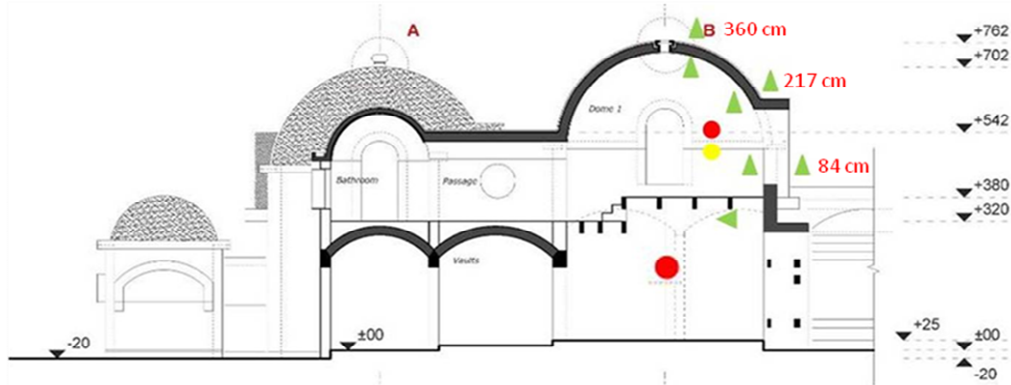 A
B
360 cm
+762
+702
217 cm
Dome 1
+542
84 cm
Bathroom
Passage
+380
+320
Vaults
-20
±00
+25
±00
-20